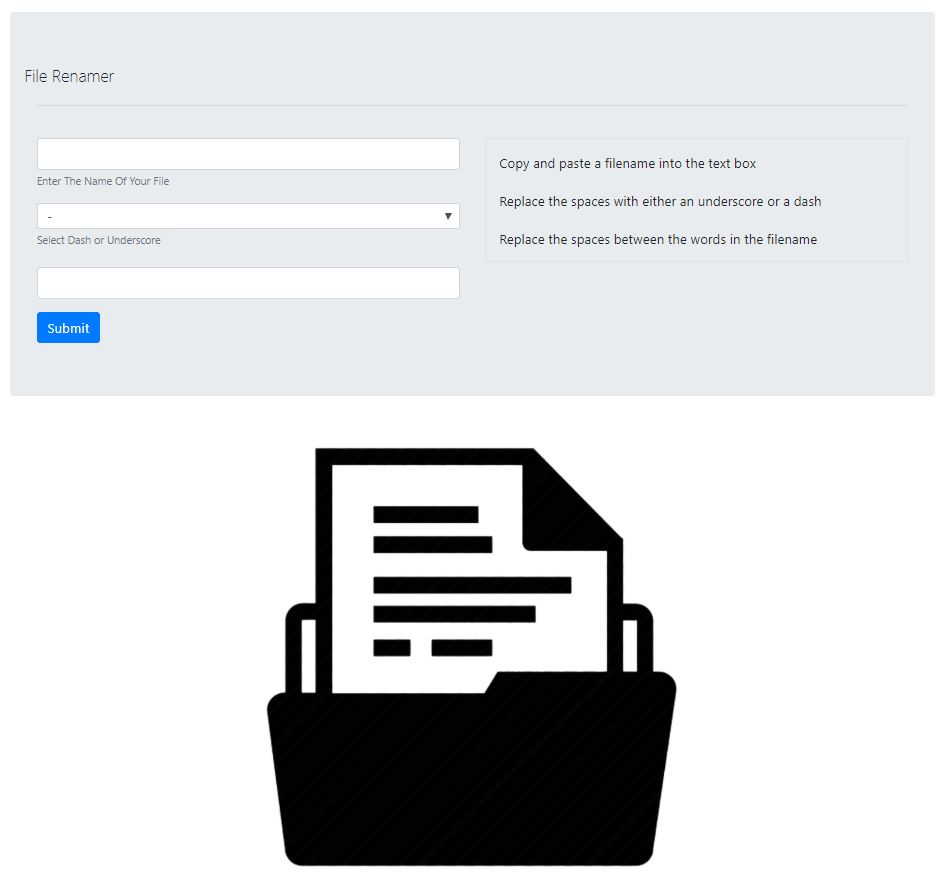 File Renamer
Enter The Name Of Your File
-
Select Dash or Underscore
Submit
Copy and paste a filename into the text box
Replace the spaces with either an underscore or a dash
Replace the spaces between the words in the filename